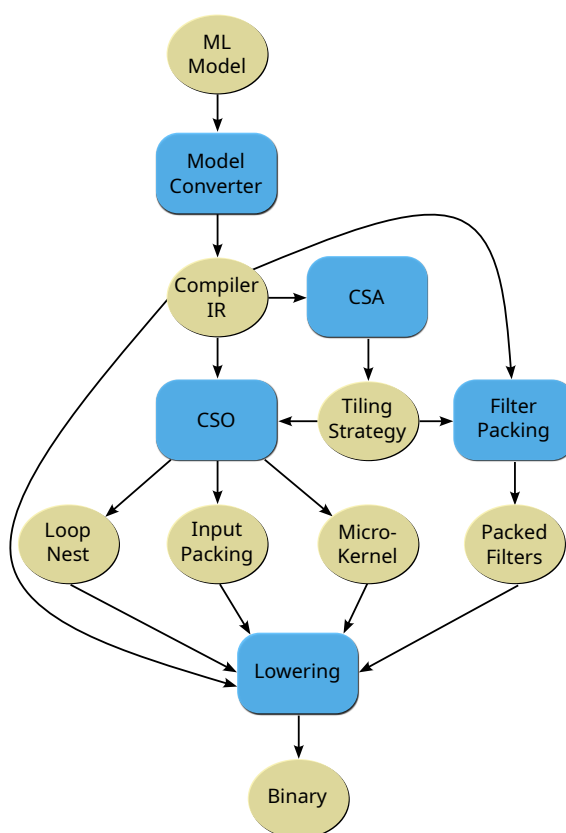 ML
Model
Model
Converter
Compiler
IR
CSA
CSO
Tiling
Strategy
Filter
Packing
Loop
Nest
Input
Packing
Micro-
Kernel
Packed
Filters
Lowering
Binary